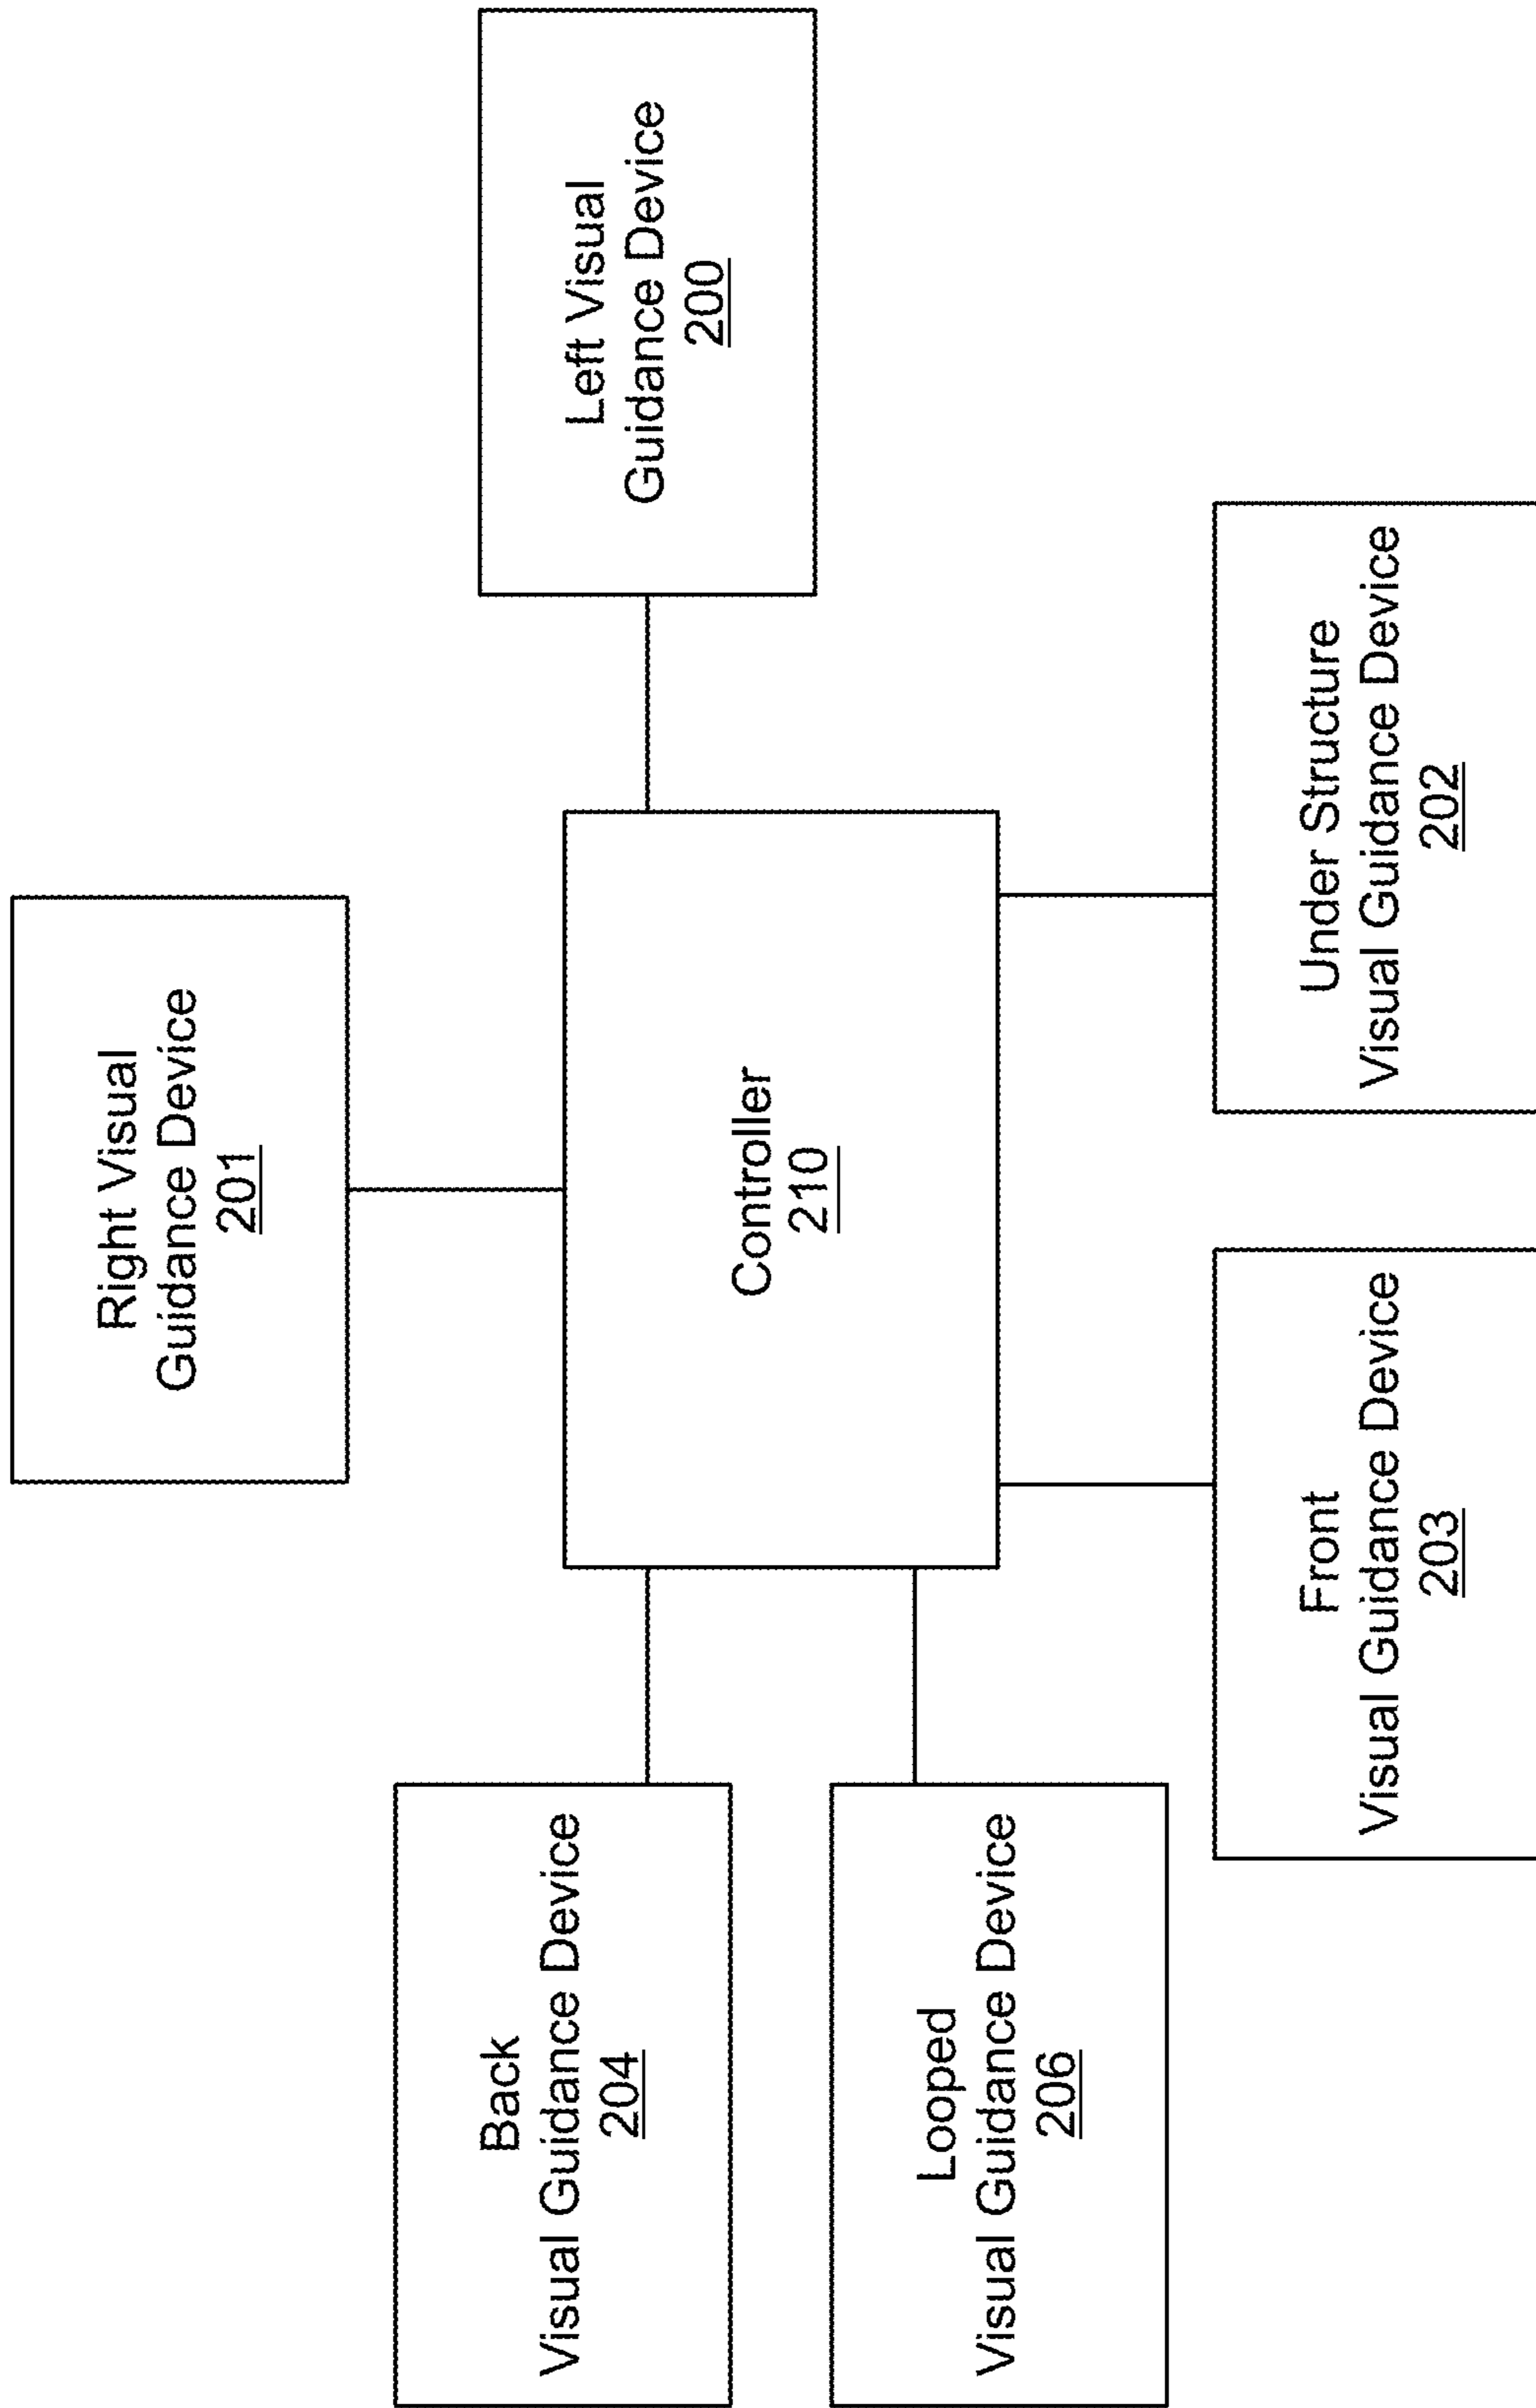 Right Visual
Guidance Device
201
Back
Visual Guidance Device
204
Left Visual
Guidance Device
200
Controller
210
Looped
Visual Guidance Device
206
Front
Visual Guidance Device
203
Under Structure
Visual Guidance Device
202